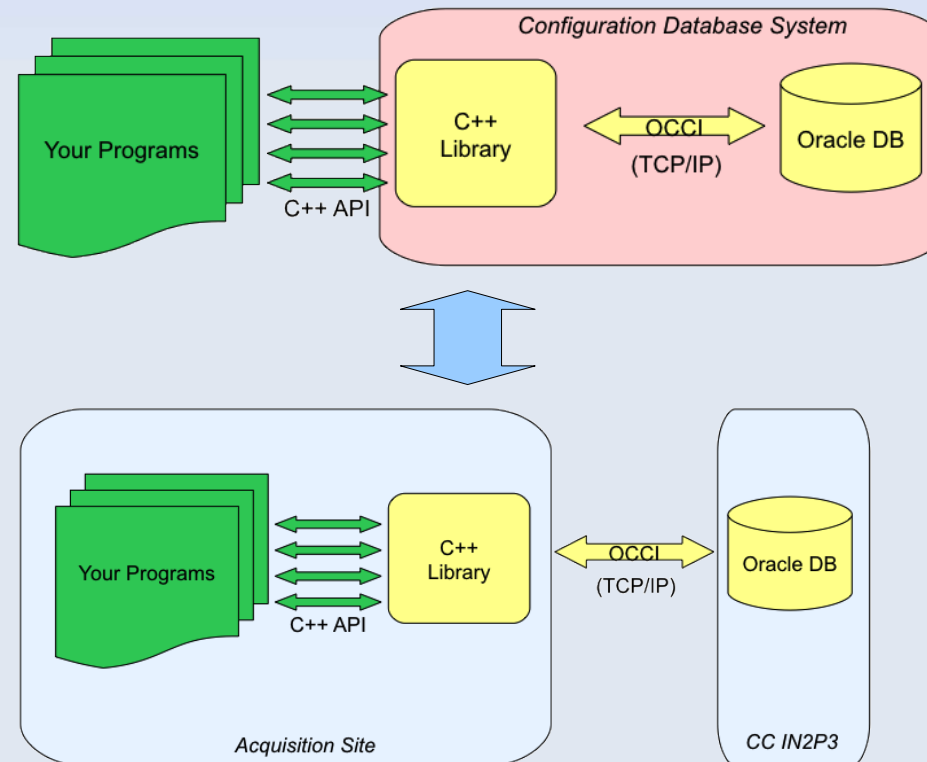 Configuration Database System
Your Programs
C++ API
C++
Library
OCCI
(TCP/IP)
Oracle DB
Your Programs
C++ API
C++
Library
OCCI
(TCP/IP)
Oracle DB
Acquisition Site
CC IN2P3